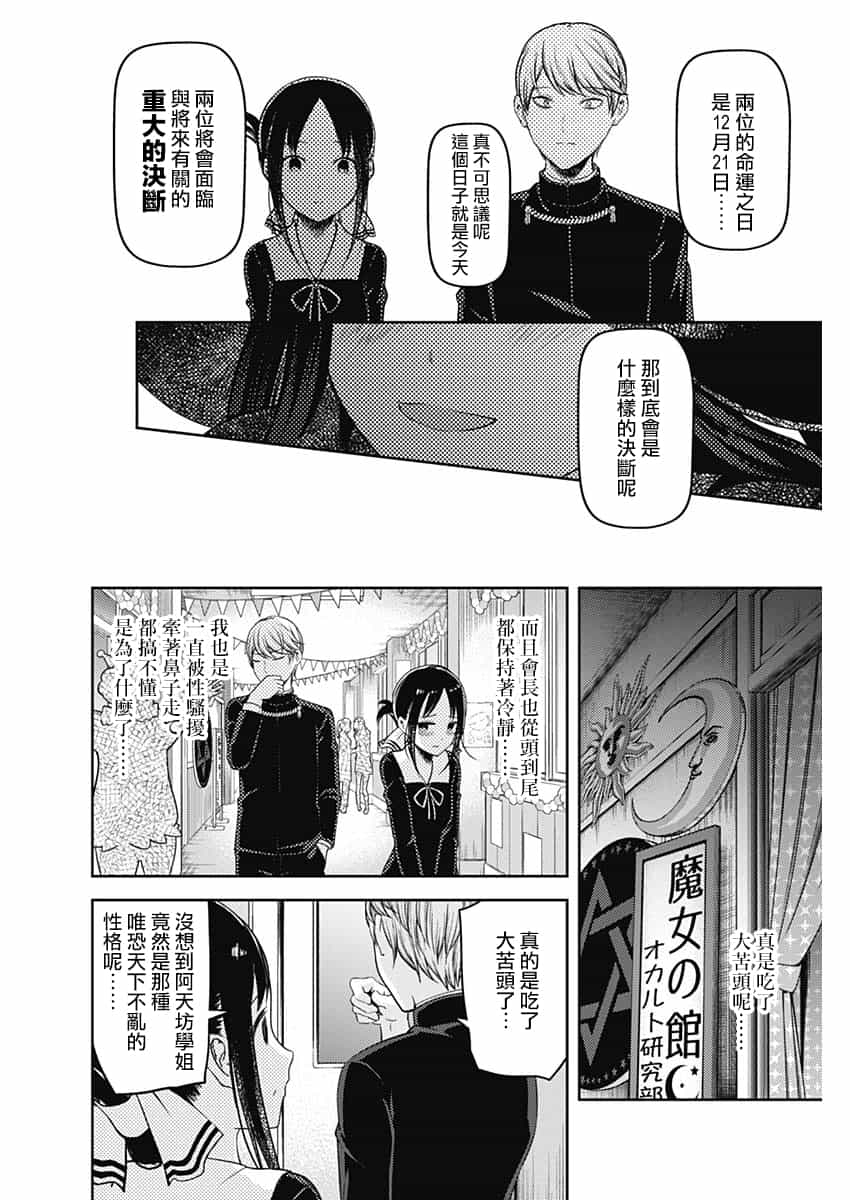 兩位的命運之日
是12月21日……
真不可思議呢
這個日子就是今天
兩位將會面臨
與將來有關的
重大的決斷
那到底會是
什麼樣的決斷呢
真是吃了
大苦頭呢……
魔女の館
オカルト研究部
而且會長也從頭到尾
都保持著冷靜……
我也是
一直被性騷擾
牽著鼻子走
都搞不懂
是為了什麼了……
真的是吃了
大苦頭了…
沒想到阿天坊學姐
竟然是那種
唯恐天下不亂的
性格呢……